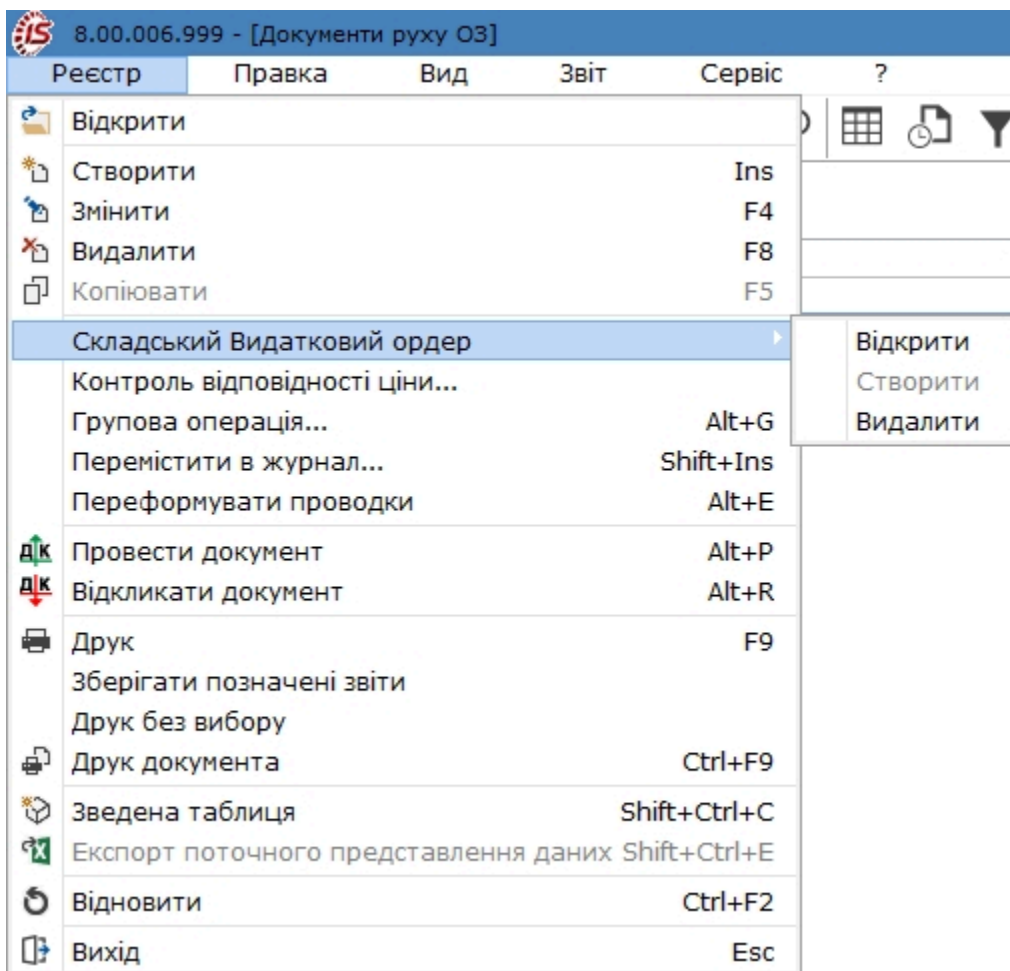 8.00.006.999 - [Документи руху ОЗ]
Реєстр Правка Вид Звіт Сервіс ?
Відкрити
Створити Ins
Змінити F4
Видалити F8
Копіювати F5
Складський Видатковий ордер Відкрити
Контроль відповідності ціни... Створити
Групова операція... Alt+G Видалити
Перемістити в журнал... Shift+Ins
Переформувати проводки Alt+E
Провести документ Alt+P
Відкликати документ Alt+R
Друк F9
Зберігати позначені звіти
Друк без вибору
Друк документа Ctrl+F9
Зведена таблиця Shift+Ctrl+C
Експорт поточного представлення даних Shift+Ctrl+E
Відновити Ctrl+F2
Вихід Esc